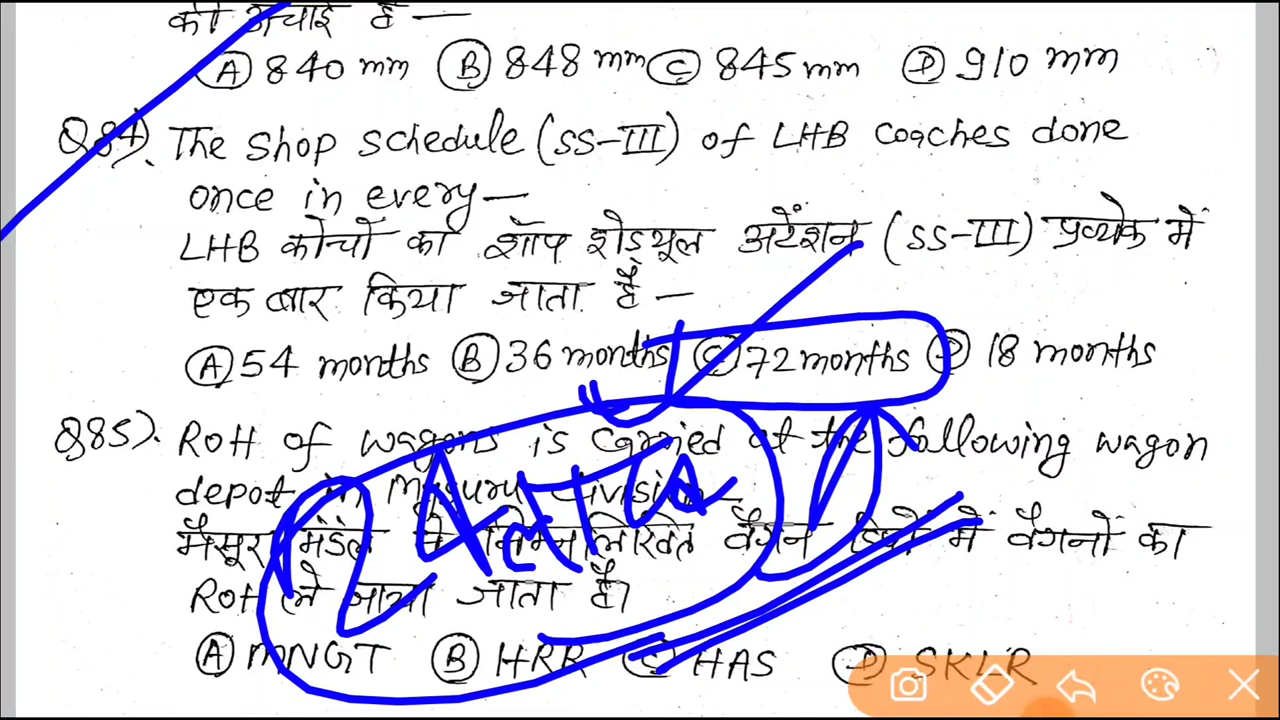 की ऊंचाई है —
(A) 840 mm (B) 848 mm (C) 845 mm (D) 910 mm
Q84). The shop schedule (SS-III) of LHB coaches done
once in every —
LHB कोचों का शॉप शेड्यूल अटेंशन (SS-III) प्रत्येक में
एक बार किया जाता है —
(A) 54 months (B) 36 months (C) 72 months (D) 18 months
Q85). ROH of wagons is carried at the following wagon
depot in Mysuru division —
मैसूर मंडल में निम्नलिखित वैगन डिपो में वैगनों का
ROH ले जाया जाता है।
(A) MNGT (B) HRR (C) HAS (D) SKLR